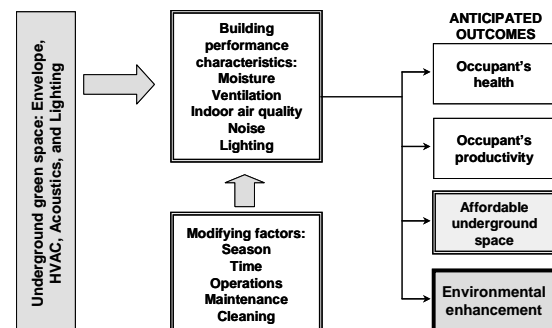 Underground green space: Envelope,
HVAC, Acoustics, and Lighting
Building
performance
characteristics:
Moisture
Ventilation
Indoor air quality
Noise
Lighting
Modifying factors:
Season
Time
Operations
Maintenance
Cleaning
ANTICIPATED
OUTCOMES
Occupant's
health
Occupant's
productivity
Affordable
underground
space
Environmental
enhancement